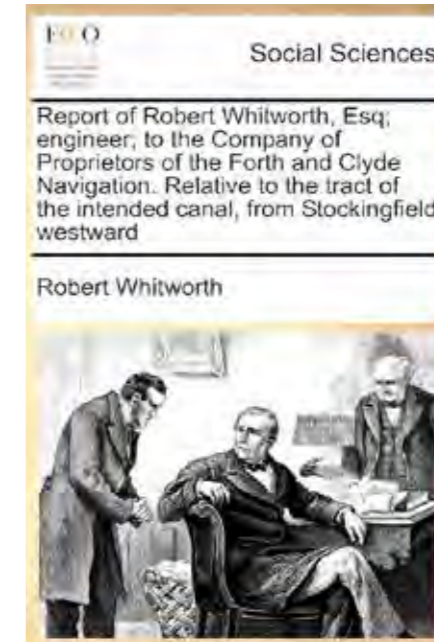 Social Sciences
Report of Robert Whitworth, Esq;
engineer; to the Company of
Proprietors of the Forth and Clyde
Navigation. Relative to the tract of
the intended canal, from Stockingfield
westward
Robert Whitworth